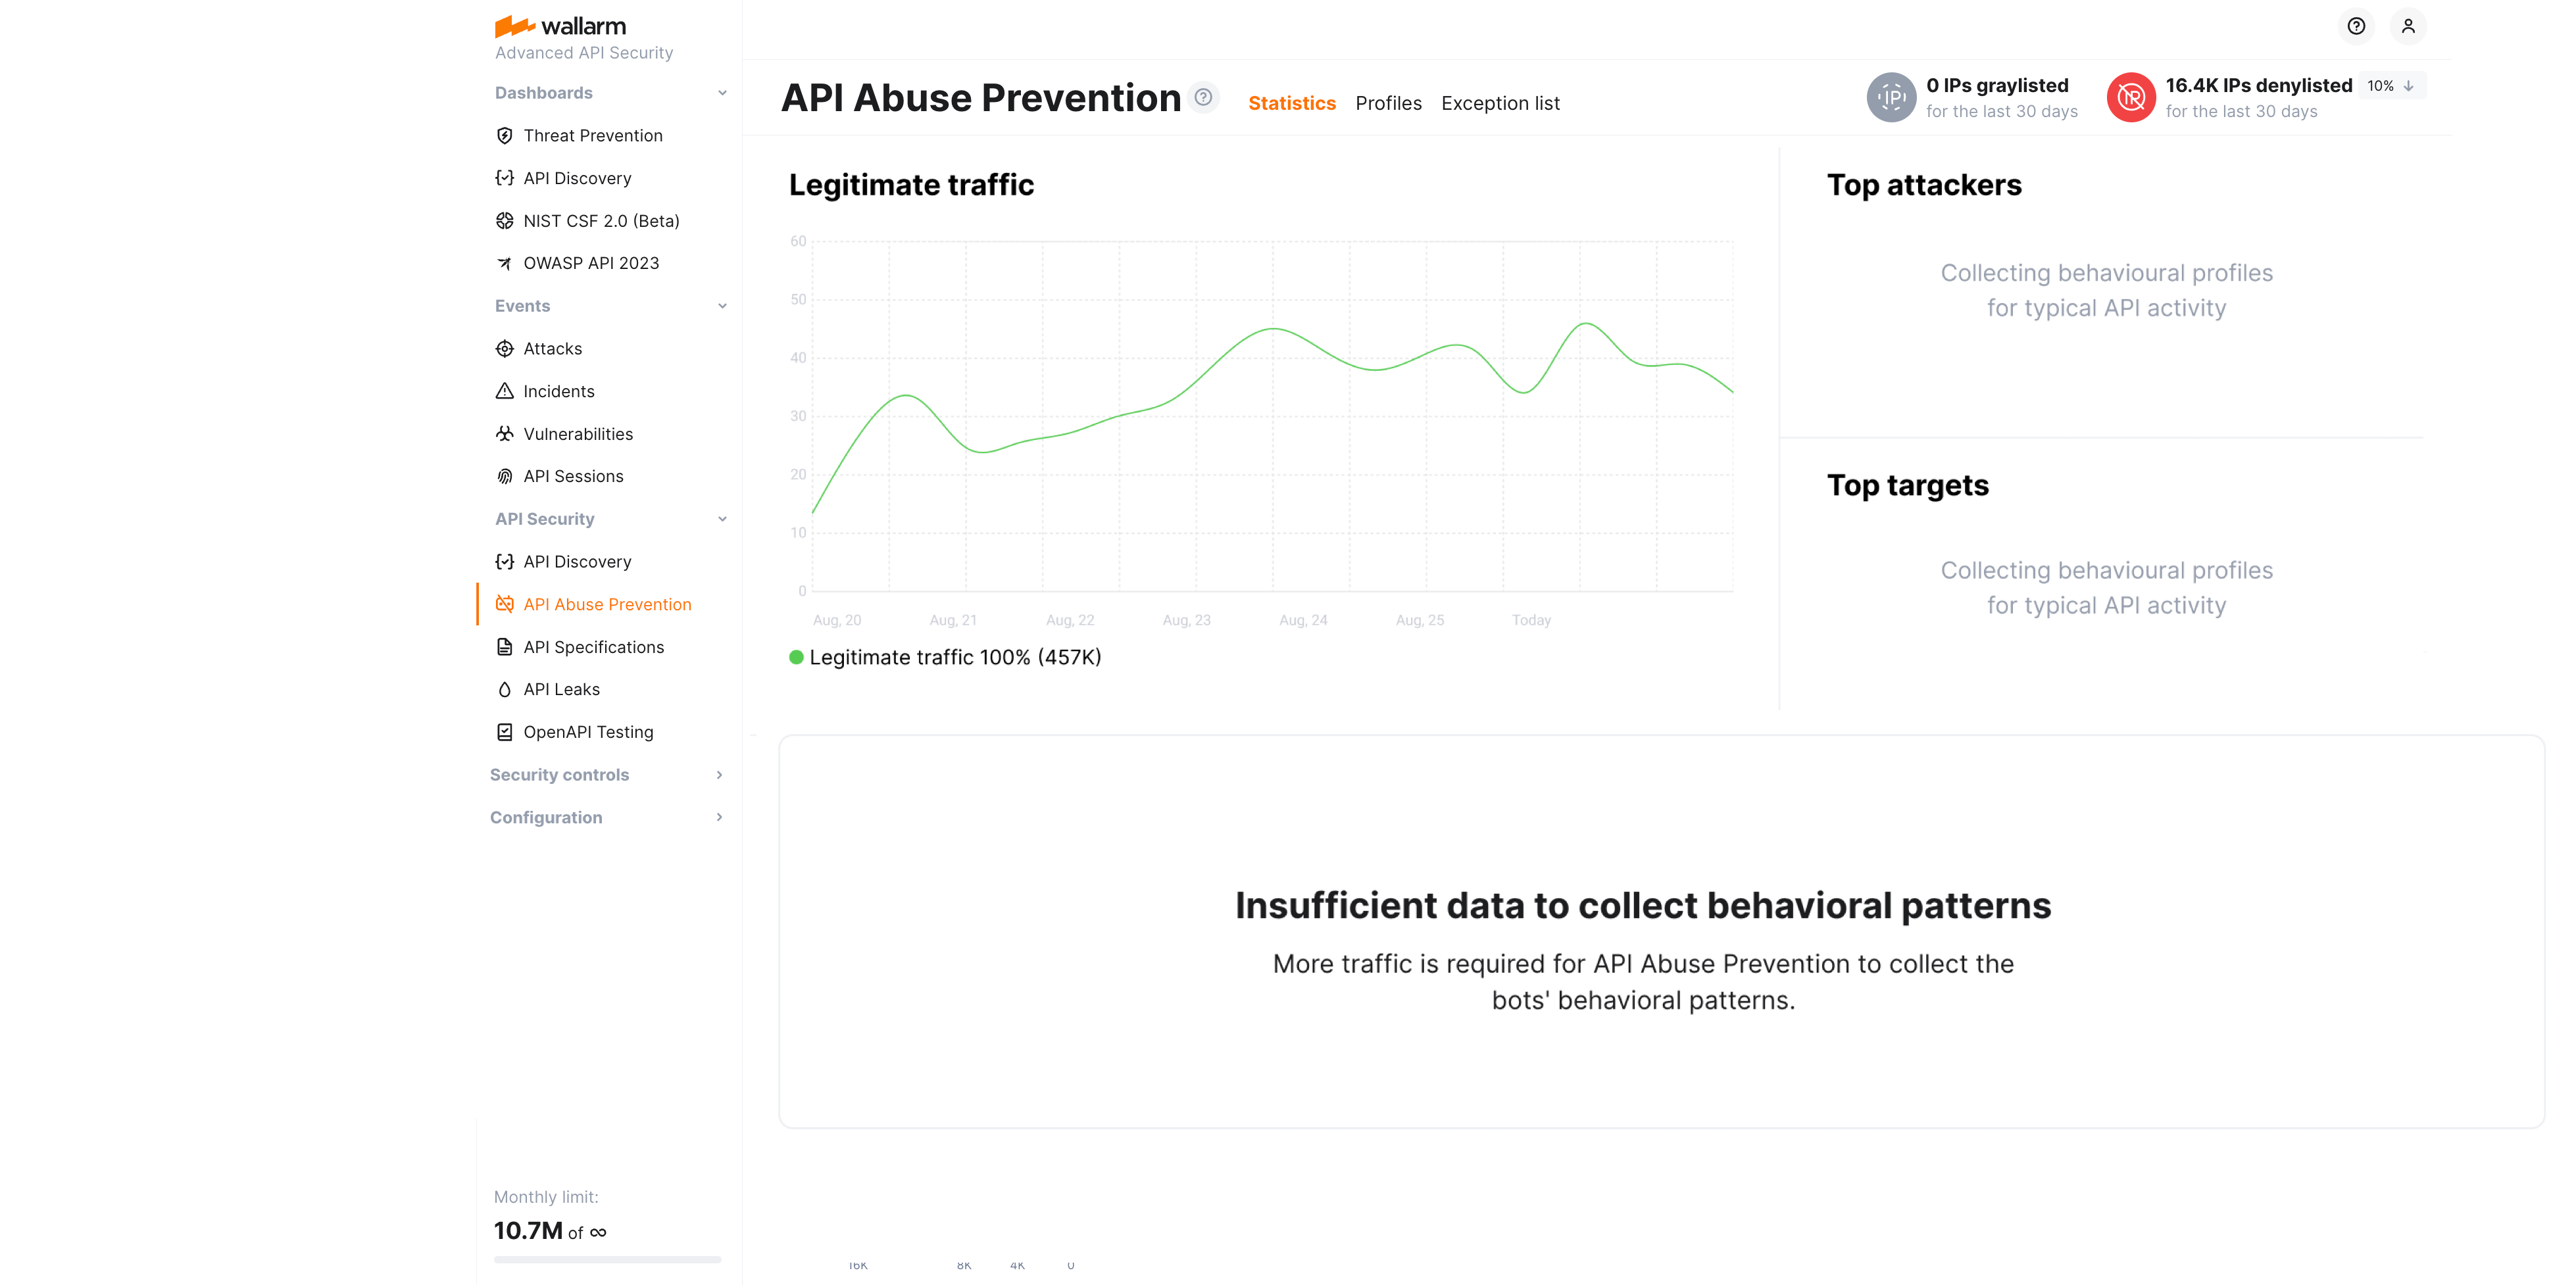 wallarm
Advanced API Security
Dashboards
Threat Prevention
API Discovery
NIST CSF 2.0 (Beta)
OWASP API 2023
Events
Attacks
Incidents
Vulnerabilities
API Sessions
API Security
API Discovery
API Abuse Prevention
API Specifications
API Leaks
OpenAPI Testing
Security controls
Configuration
Monthly limit:
10.7M of ∞
API Abuse Prevention
Statistics Profiles Exception list
IP
0 IPs graylisted
for the last 30 days
IP
16.4K IPs denylisted 10% ↓
for the last 30 days
Legitimate traffic
60
50
40
30
20
10
0
Aug, 20 Aug, 21 Aug, 22 Aug, 23 Aug, 24 Aug, 25 Today
Legitimate traffic 100% (457K)
Top attackers
Collecting behavioural profiles
for typical API activity
Top targets
Collecting behavioural profiles
for typical API activity
Insufficient data to collect behavioral patterns
More traffic is required for API Abuse Prevention to collect the
bots' behavioral patterns.
16K 8K 4K 0